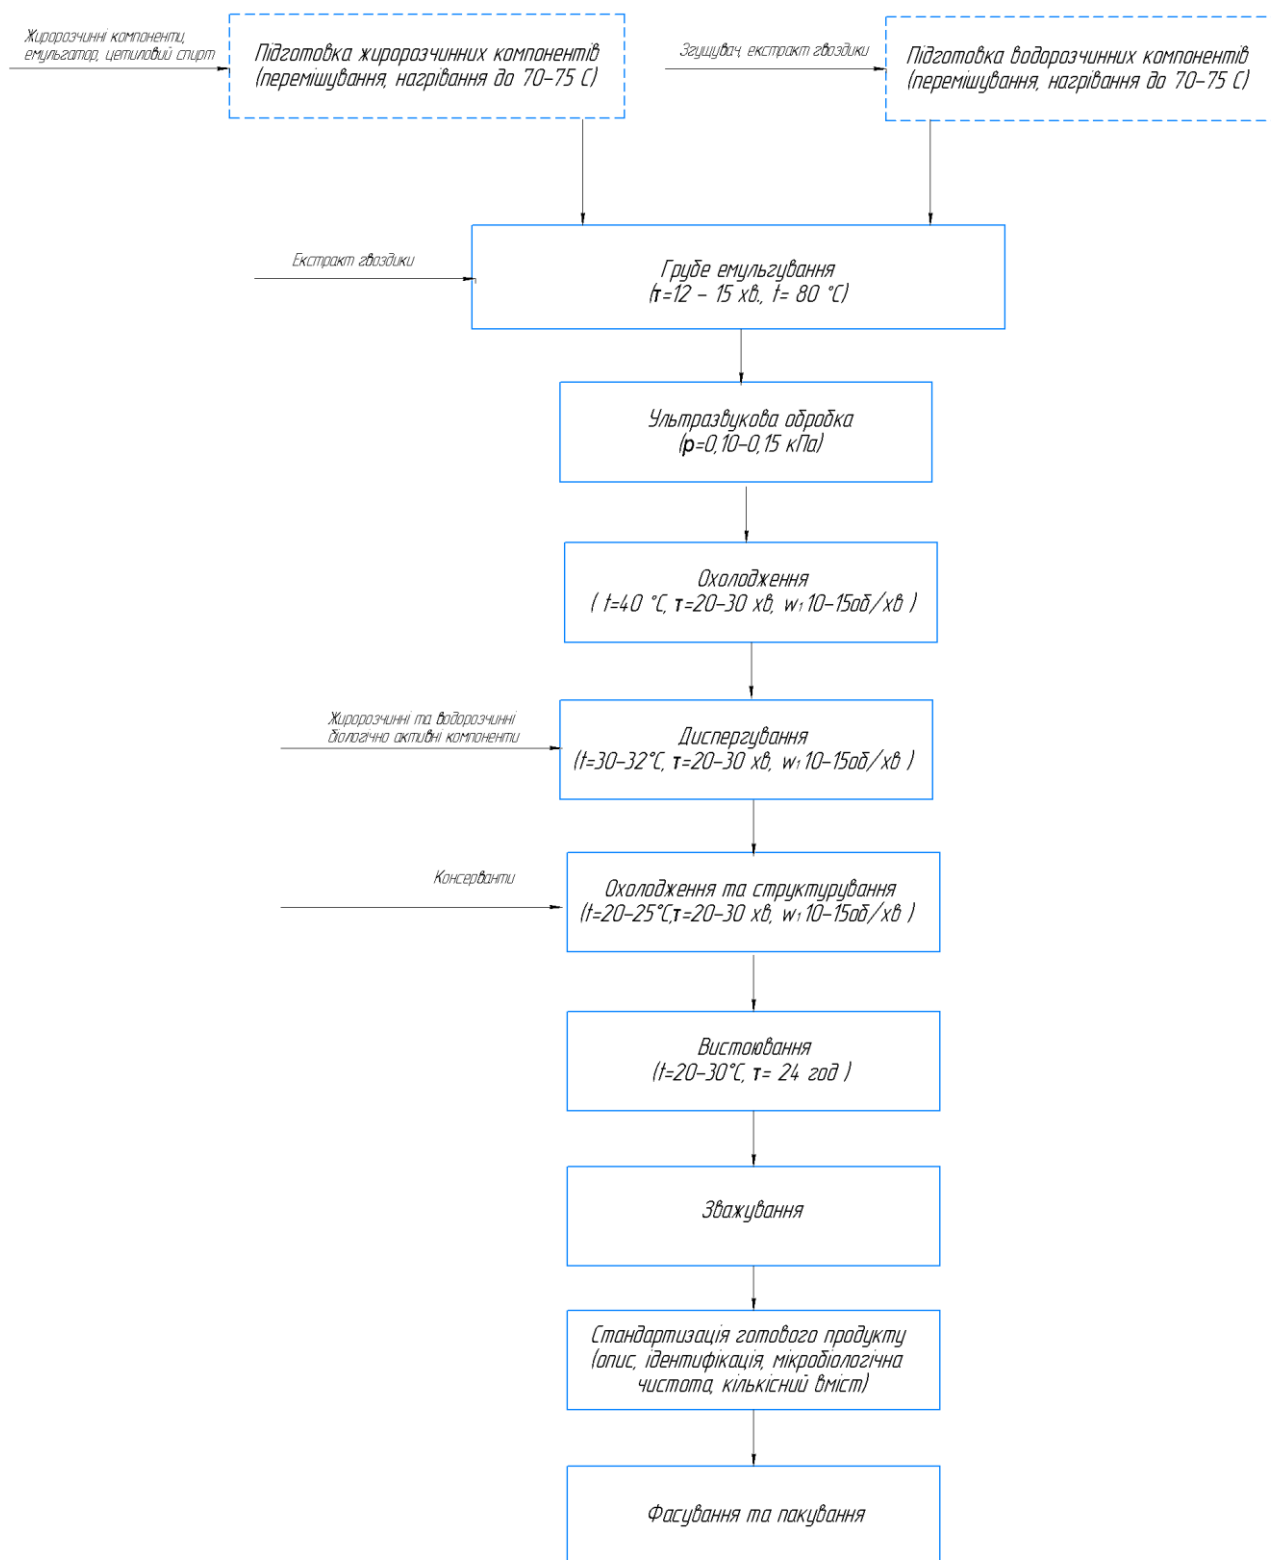 Жиророзчинні компоненти,
емульгатор, цетиловий спирт
Підготовка жиророзчинних компонентів
(перемішування, нагрівання до 70-75 С)
Згущувач, екстракт гвоздики
Підготовка водорозчинних компонентів
(перемішування, нагрівання до 70-75 С)
Екстракт гвоздики
Грубе емульгування
(τ=12 - 15 хв., t= 80 °С)
Ультразвукова обробка
(р=0,10-0,15 кПа)
Охолодження
( t=40 °С, τ=20-30 хв, w₁ 10-15об/хв )
Жиророзчинні та водорозчинні
біологічно активні компоненти
Диспергування
(t=30-32°С, τ=20-30 хв, w₁ 10-15об/хв )
Консерванти
Охолодження та структурування
(t=20-25°С,τ=20-30 хв, w₁ 10-15об/хв )
Вистоювання
(t=20-30°С, τ= 24 год )
Зважування
Стандартизація готового продукту
(опис, ідентифікація, мікробіологічна
чистота, кількісний вміст)
Фасування та пакування